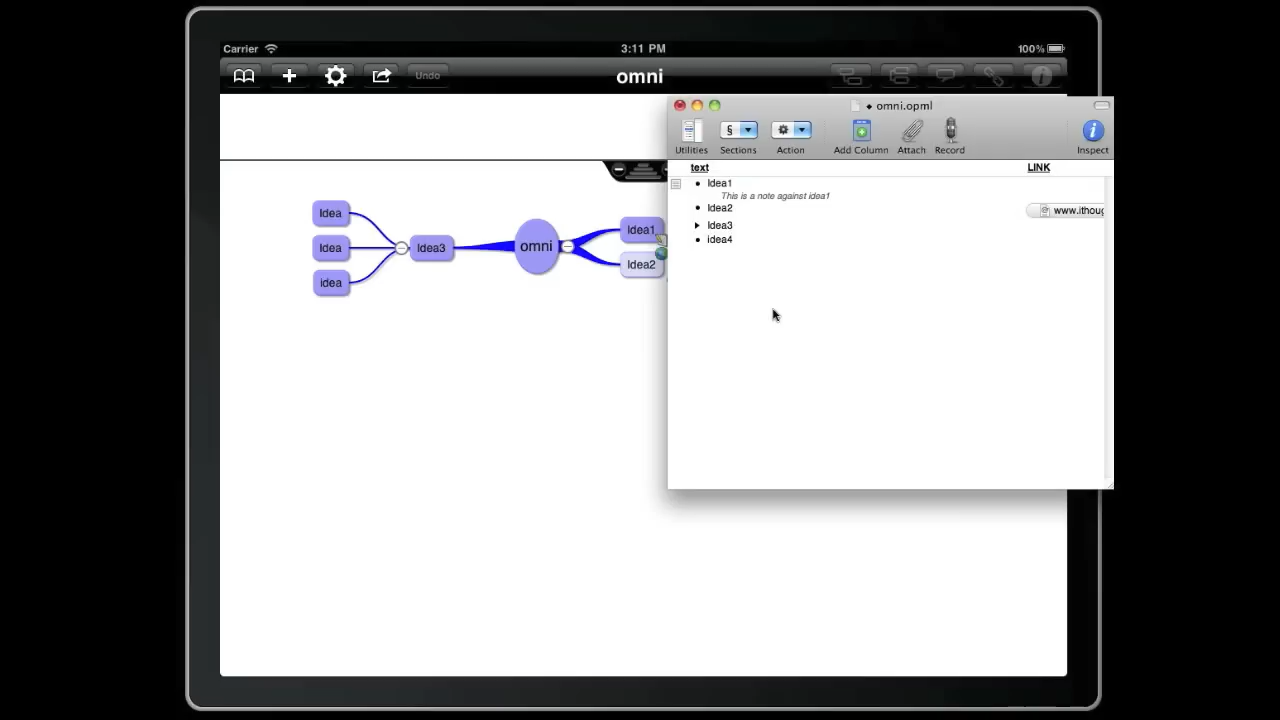 Carrier 3:11 PM 100%
Undo omni
omni.opml
§
Utilities Sections Action Add Column Attach Record Inspect
text LINK
Idea1
This is a note against idea1
Idea2 www.ithoug
Idea3
idea4
Idea
Idea
idea
Idea3
omni
Idea1
Idea2